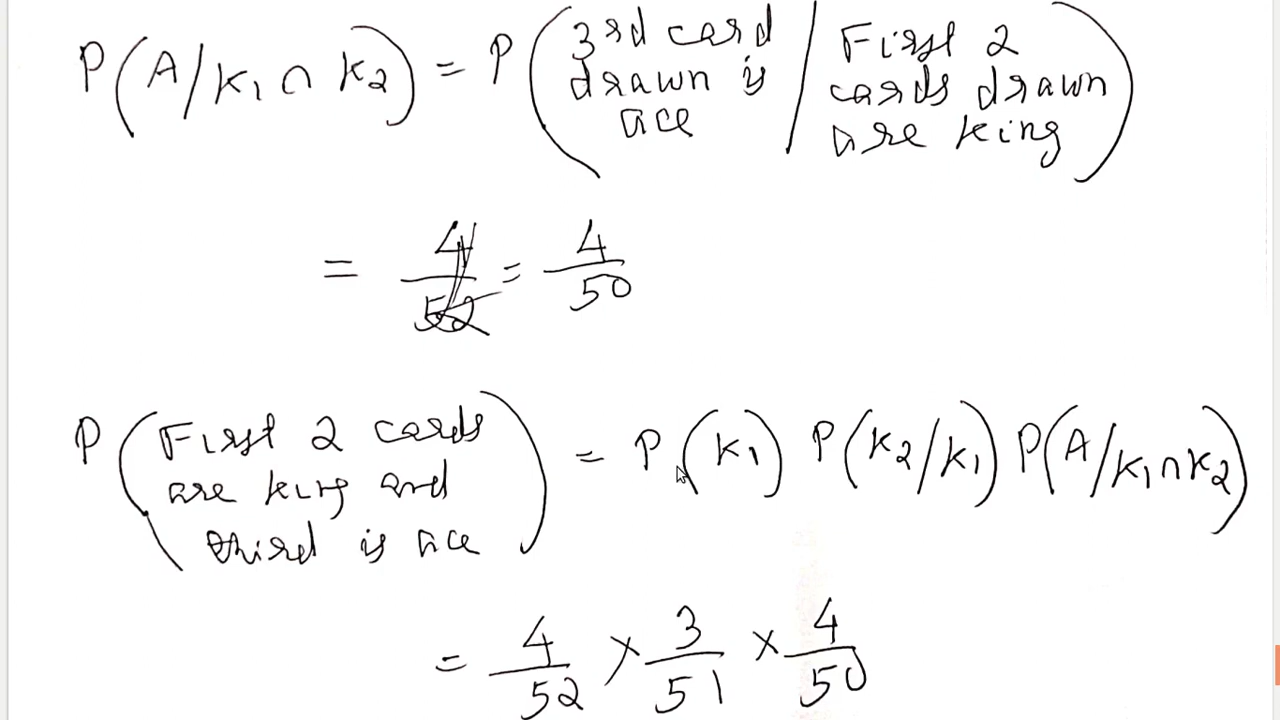 P(A/K₁ ∩ K₂) = P(3rd card drawn is ace / First 2 cards drawn are king)
= 4/52 = 4/50
P(First 2 cards are king and third is ace) = P(K₁) P(K₂/K₁) P(A/K₁∩K₂)
= 4/52 × 3/51 × 4/50